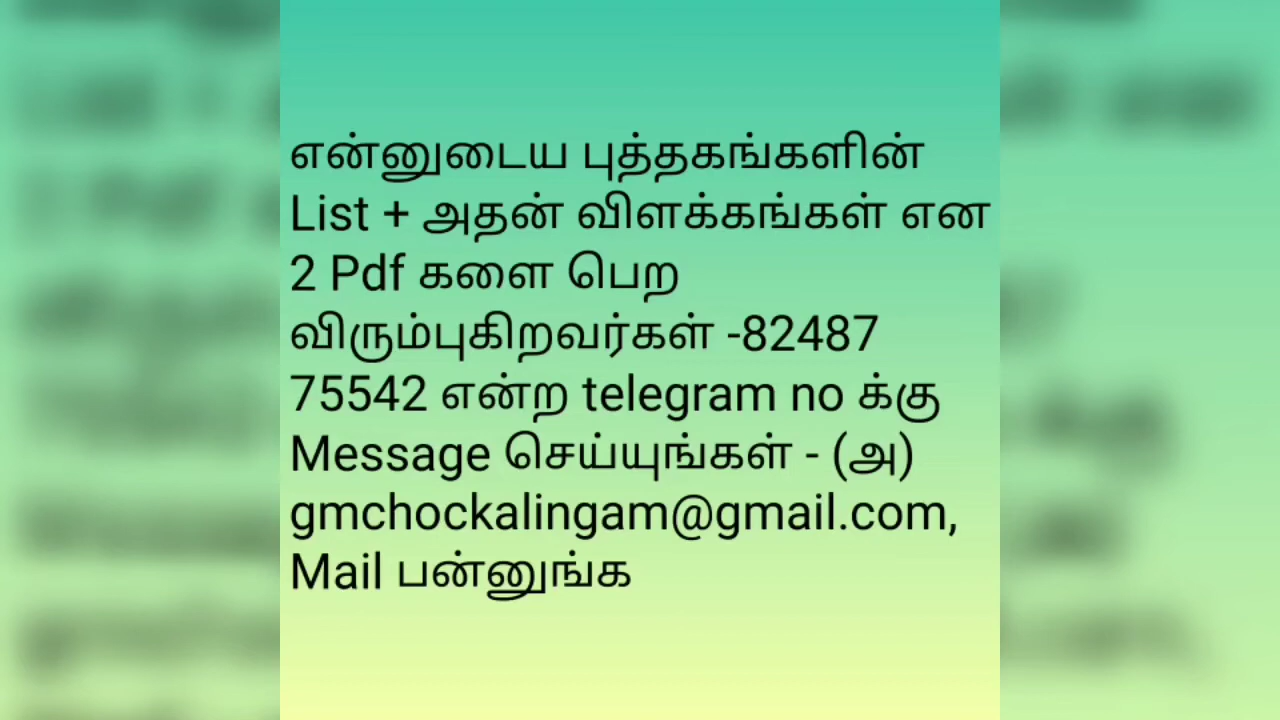 என்னுடைய புத்தகங்களின்
List + அதன் விளக்கங்கள் என
2 Pdf களை பெற
விரும்புகிறவர்கள் -82487
75542 என்ற telegram no க்கு
Message செய்யுங்கள் - (அ)
gmchockalingam@gmail.com,
Mail பன்னுங்க